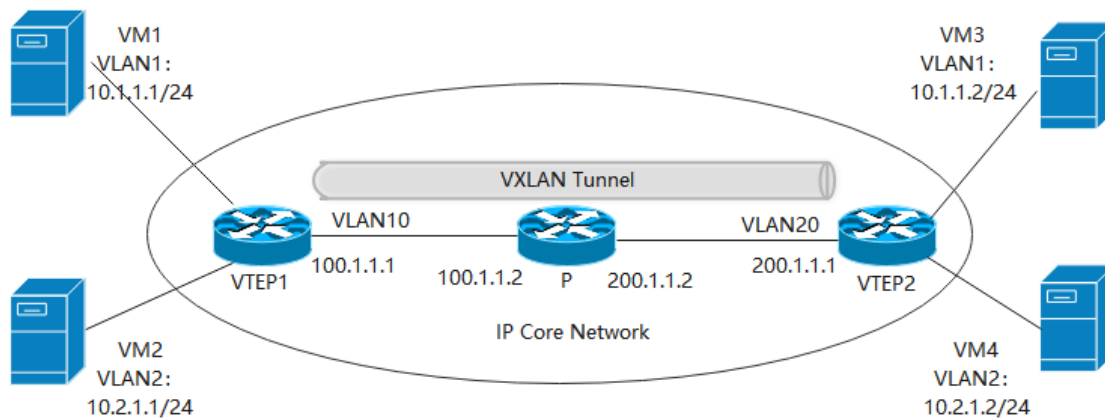 VM1
VLAN1:
10.1.1.1/24
VM3
VLAN1:
10.1.1.2/24
VXLAN Tunnel
VLAN10
VLAN20
100.1.1.1
100.1.1.2
200.1.1.2
200.1.1.1
VTEP1
P
VTEP2
IP Core Network
VM2
VLAN2:
10.2.1.1/24
VM4
VLAN2:
10.2.1.2/24